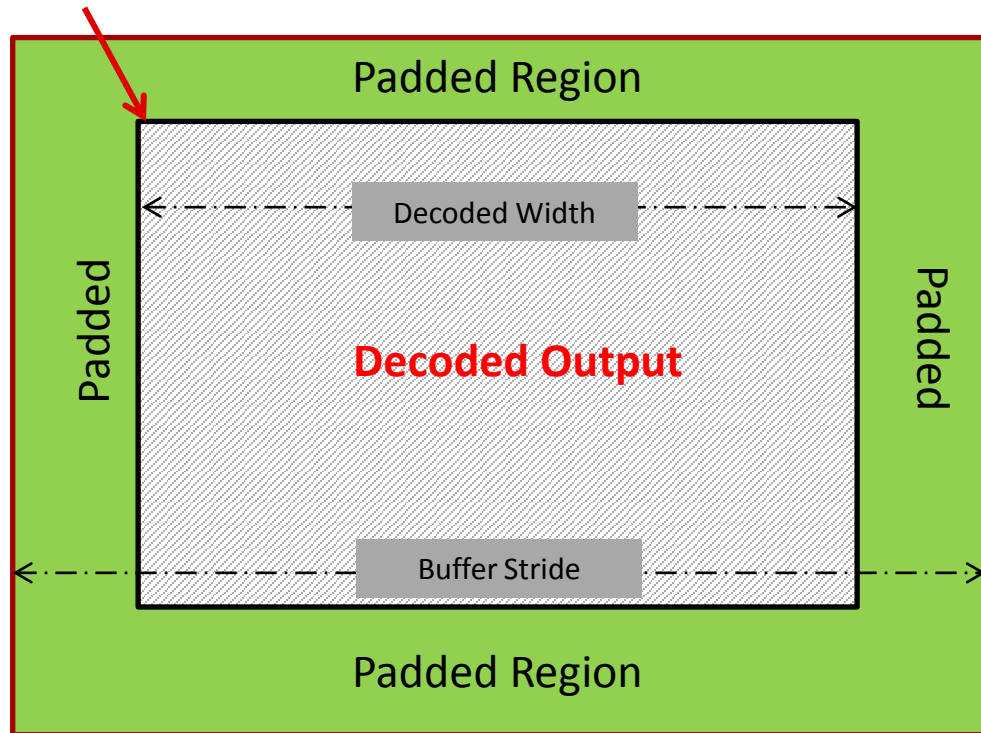 Padded Region
Decoded Width
Padded
Padded
Decoded Output
Buffer Stride
Padded Region